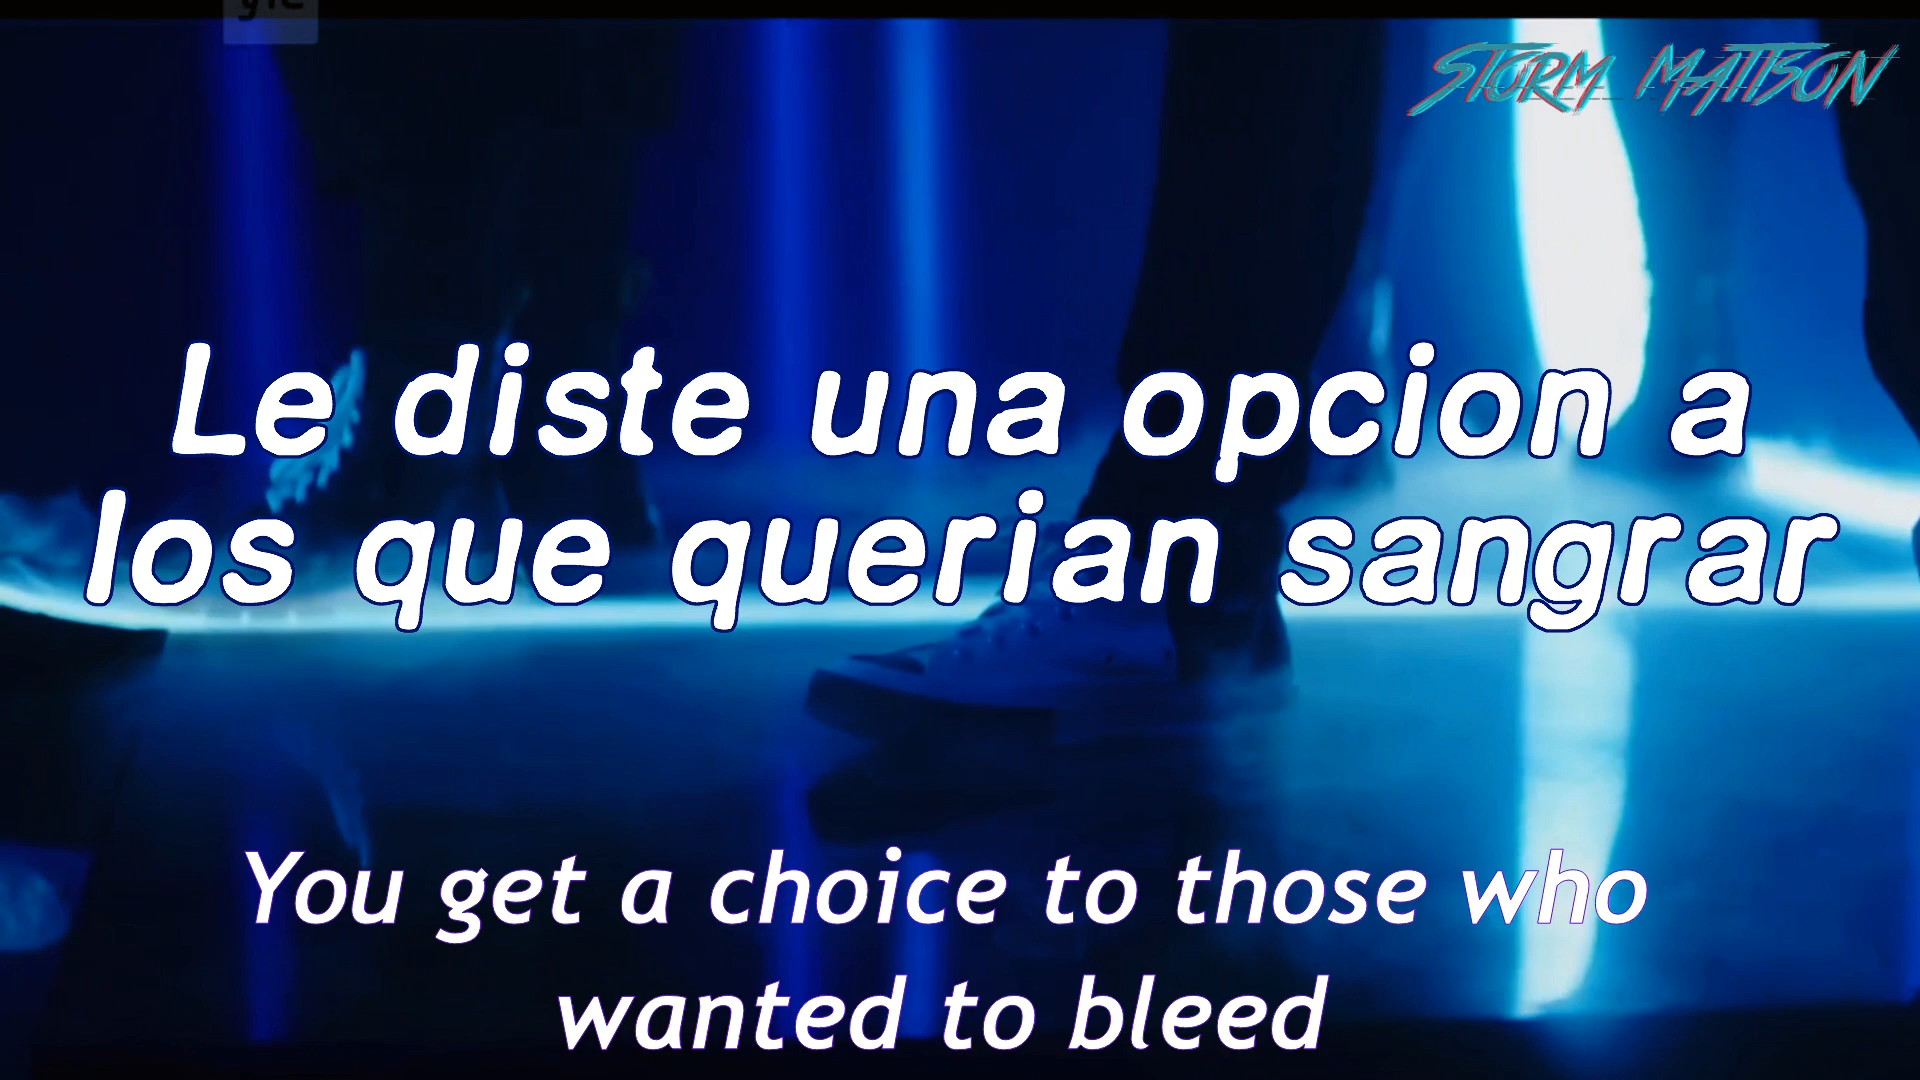 STORM MATTSON
Le diste una opcion a
los que querian sangrar
You get a choice to those who
wanted to bleed